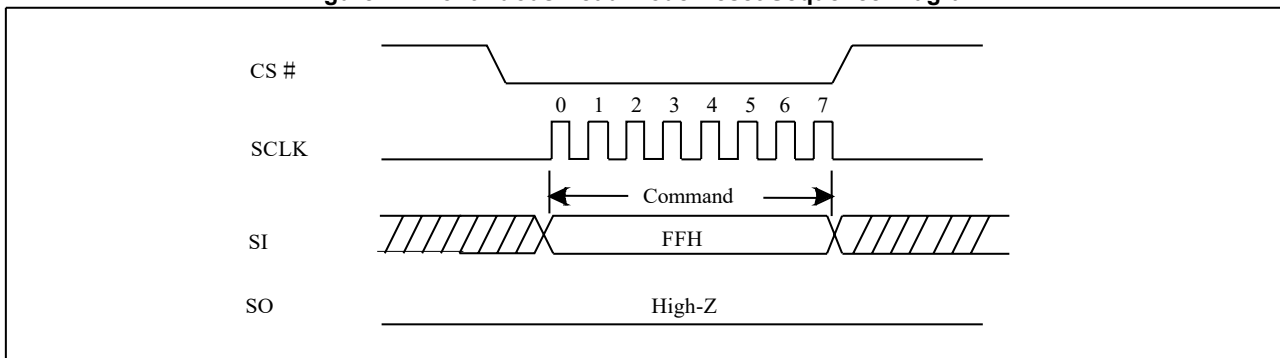 CS #
0 1 2 3 4 5 6 7
SCLK
Command
SI
FFH
SO
High-Z